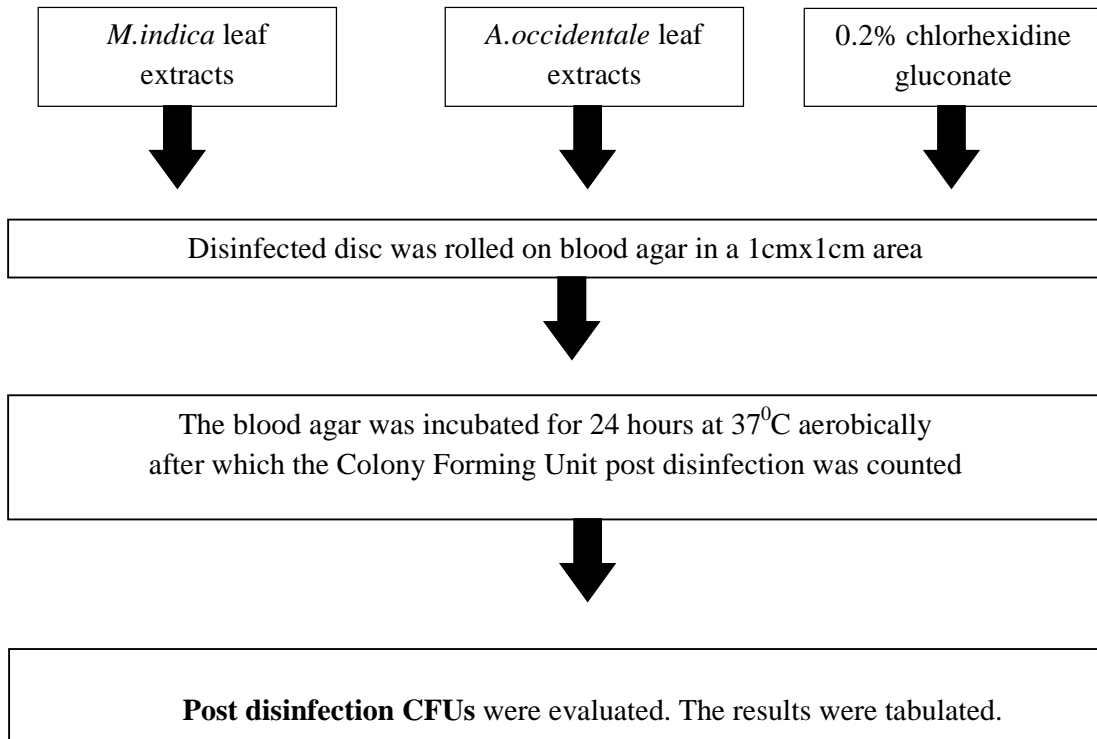 M.indica leaf
extracts
A.occidentale leaf
extracts
0.2% chlorhexidine
gluconate
Disinfected disc was rolled on blood agar in a 1cmx1cm area
The blood agar was incubated for 24 hours at 37⁰C aerobically
after which the Colony Forming Unit post disinfection was counted
Post disinfection CFUs were evaluated. The results were tabulated.